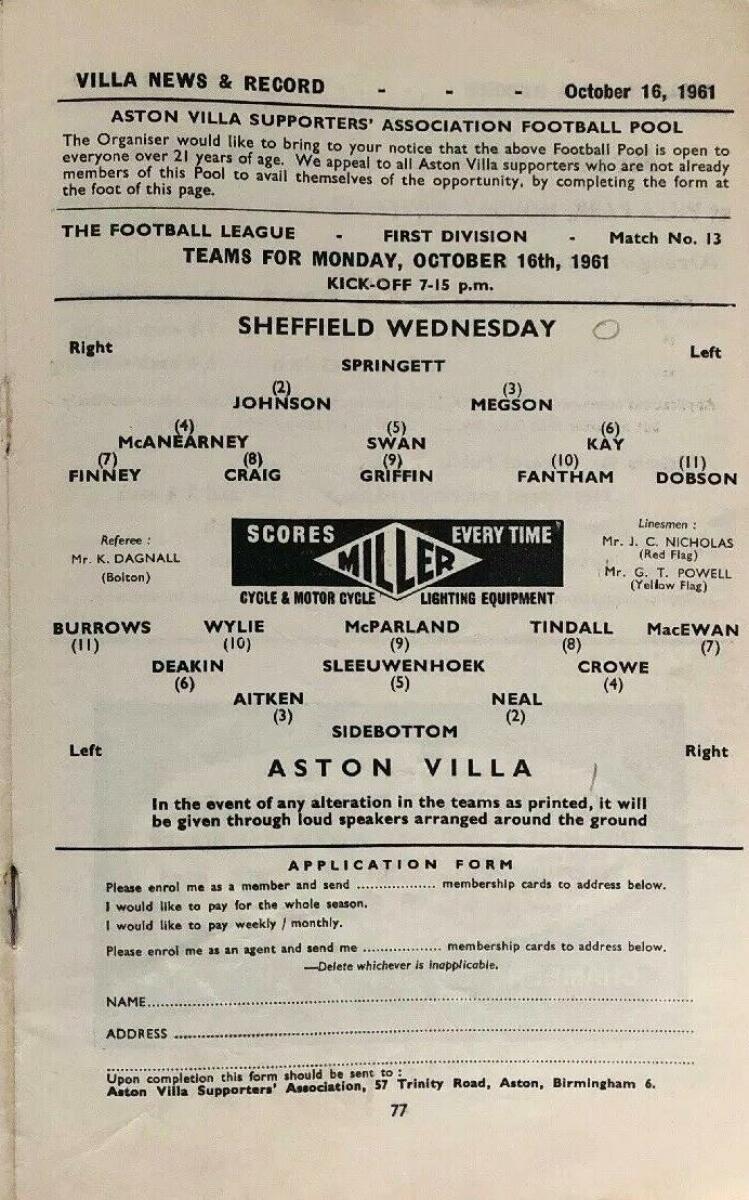 VILLA NEWS & RECORD - - - October 16, 1961
ASTON VILLA SUPPORTERS' ASSOCIATION FOOTBALL POOL
The Organiser would like to bring to your notice that the above Football Pool is open to
everyone over 21 years of age. We appeal to all Aston Villa supporters who are not already
members of this Pool to avail themselves of the opportunity, by completing the form at
the foot of this page.
THE FOOTBALL LEAGUE - FIRST DIVISION - Match No. 13
TEAMS FOR MONDAY, OCTOBER 16th, 1961
KICK-OFF 7-15 p.m.
SHEFFIELD WEDNESDAY 0
Right Left
SPRINGETT
(2) (3)
JOHNSON MEGSON
(4) (5) (6)
McANEARNEY SWAN KAY
(7) (8) (9) (10) (11)
FINNEY CRAIG GRIFFIN FANTHAM DOBSON
Referee :
Mr. K. DAGNALL
(Bolton)
SCORES EVERY TIME
MILLER
CYCLE & MOTOR CYCLE LIGHTING EQUIPMENT
Linesmen :
Mr. J. C. NICHOLAS
(Red Flag)
Mr. G. T. POWELL
(Yellow Flag)
BURROWS WYLIE McPARLAND TINDALL MacEWAN
(11) (10) (9) (8) (7)
DEAKIN SLEEUWENHOEK CROWE
(6) (5) (4)
AITKEN NEAL
(3) (2)
SIDEBOTTOM
Left Right
ASTON VILLA 1
In the event of any alteration in the teams as printed, it will
be given through loud speakers arranged around the ground
APPLICATION FORM
Please enrol me as a member and send .................. membership cards to address below.
I would like to pay for the whole season.
I would like to pay weekly / monthly.
Please enrol me as an agent and send me .................. membership cards to address below.
—Delete whichever is inapplicable.
NAME..................
ADDRESS ..................
Upon completion this form should be sent to :
Aston Villa Supporters' Association, 57 Trinity Road, Aston, Birmingham 6.
77